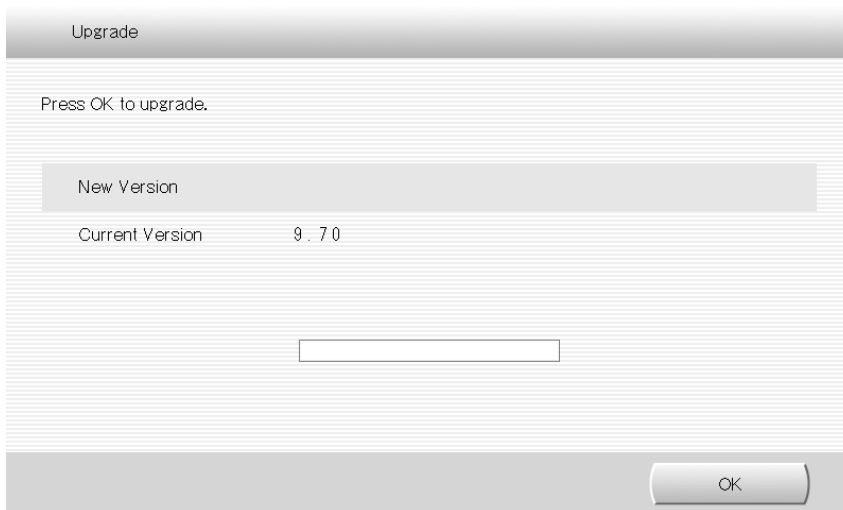 Upgrade
Press OK to upgrade.
New Version
Current Version 9.70
OK